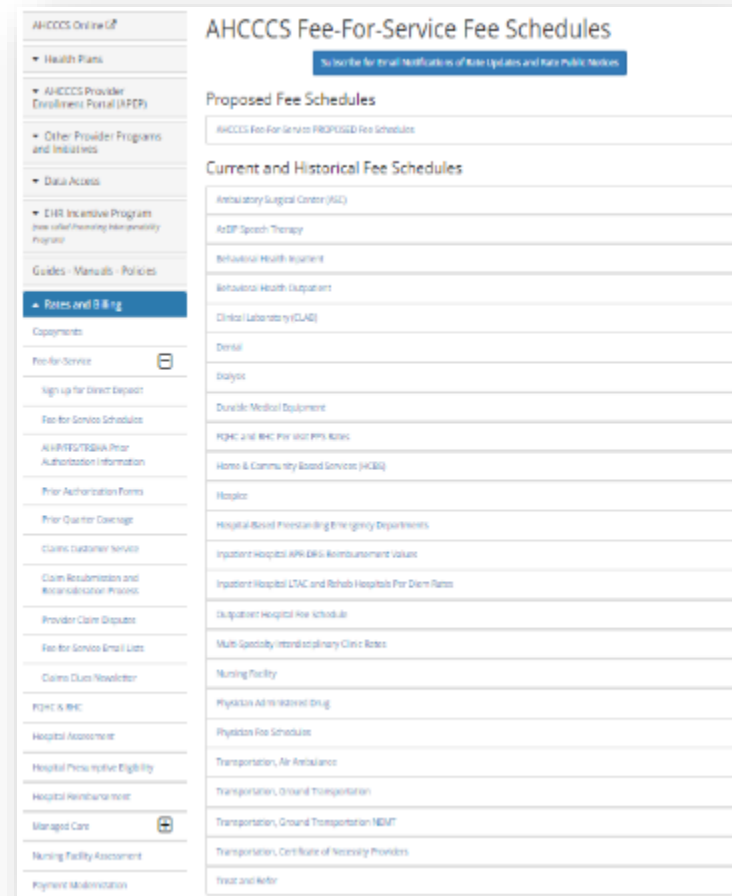 AHCCCS Online
Health Plans
AHCCCS Provider
Enrollment Portal (APEP)
Other Provider Programs
and Initiatives
Data Access
EHR Incentive Program
(now called Promoting Interoperability
Programs)
Guides - Manuals - Policies
Rates and Billing
Copayments
Fee-for-Service
Sign up for Direct Deposit
Fee-for-Service Schedules
AIHP/FFS/TRBHA Prior
Authorization Information
Prior Authorization Forms
Prior Quarter Coverage
Claims Customer Service
Claim Resubmission and
Reconsideration Process
Provider Claim Disputes
Fee-for-Service Email Lists
Claims Clues Newsletter
FQHC & RHC
Hospital Assessment
Hospital Presumptive Eligibility
Hospital Reimbursement
Managed Care
Nursing Facility Assessment
Payment Modernization
AHCCCS Fee-For-Service Fee Schedules
Subscribe for Email Notifications of Rate Updates and Rate Public Notices
Proposed Fee Schedules
AHCCCS Fee-For-Service PROPOSED Fee Schedules
Current and Historical Fee Schedules
Ambulatory Surgical Center (ASC)
AzEIP Speech Therapy
Behavioral Health Inpatient
Behavioral Health Outpatient
Clinical Laboratory (CLAB)
Dental
Dialysis
Durable Medical Equipment
FQHC and RHC Per Visit PPS Rates
Home & Community Based Services (HCBS)
Hospice
Hospital-Based Freestanding Emergency Departments
Inpatient Hospital APR-DRG Reimbursement Values
Inpatient Hospital LTAC and Rehab Hospitals Per Diem Rates
Outpatient Hospital Fee Schedule
Multi-Specialty Interdisciplinary Clinic Rates
Nursing Facility
Physician Administered Drug
Physician Fee Schedules
Transportation, Air Ambulance
Transportation, Ground Transportation
Transportation, Ground Transportation NEMT
Transportation, Certificate of Necessity Providers
Treat and Refer